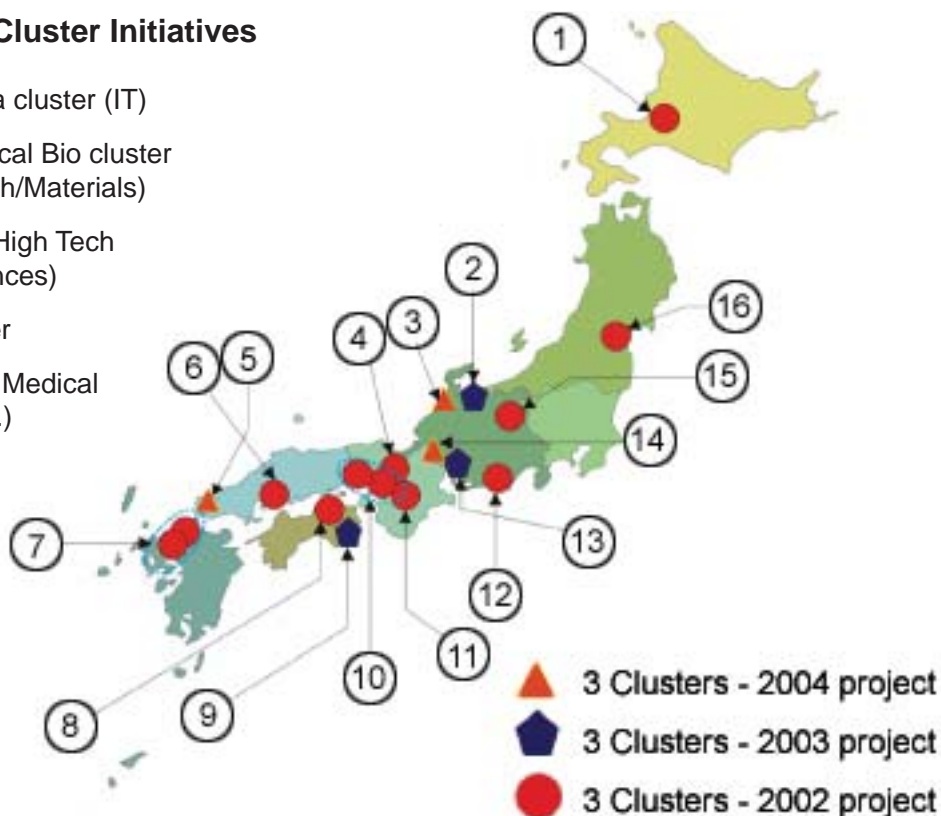 Cluster Initiatives
a cluster (IT)
cal Bio cluster
h/Materials)
High Tech
nces)
er
Medical
.)
1
2
3
4
5
6
7
8
9
10
11
12
13
14
15
16
3 Clusters - 2004 project
3 Clusters - 2003 project
3 Clusters - 2002 project